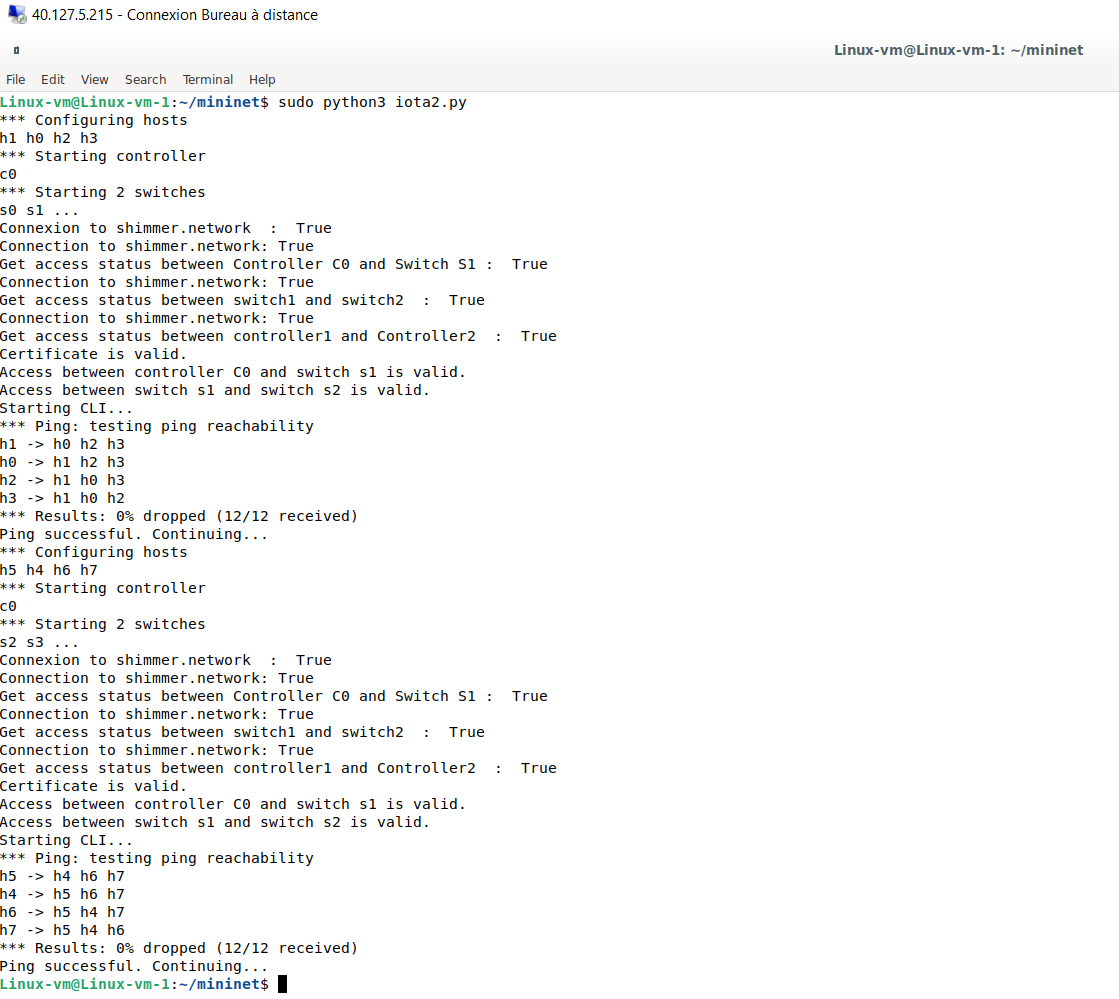 40.127.5.215 - Connexion Bureau à distance
Linux-vm@Linux-vm-1: ~/mininet
File Edit View Search Terminal Help
Linux-vm@Linux-vm-1:~/mininet$ sudo python3 iota2.py
*** Configuring hosts
h1 h0 h2 h3
*** Starting controller
c0
*** Starting 2 switches
s0 s1 ...
Connexion to shimmer.network  :  True
Connection to shimmer.network: True
Get access status between Controller C0 and Switch S1 :  True
Connection to shimmer.network: True
Get access status between switch1 and switch2  :  True
Connection to shimmer.network: True
Get access status between controller1 and Controller2  :  True
Certificate is valid.
Access between controller C0 and switch s1 is valid.
Access between switch s1 and switch s2 is valid.
Starting CLI...
*** Ping: testing ping reachability
h1 -> h0 h2 h3
h0 -> h1 h2 h3
h2 -> h1 h0 h3
h3 -> h1 h0 h2
*** Results: 0% dropped (12/12 received)
Ping successful. Continuing...
*** Configuring hosts
h5 h4 h6 h7
*** Starting controller
c0
*** Starting 2 switches
s2 s3 ...
Connexion to shimmer.network  :  True
Connection to shimmer.network: True
Get access status between Controller C0 and Switch S1 :  True
Connection to shimmer.network: True
Get access status between switch1 and switch2  :  True
Connection to shimmer.network: True
Get access status between controller1 and Controller2  :  True
Certificate is valid.
Access between controller C0 and switch s1 is valid.
Access between switch s1 and switch s2 is valid.
Starting CLI...
*** Ping: testing ping reachability
h5 -> h4 h6 h7
h4 -> h5 h6 h7
h6 -> h5 h4 h7
h7 -> h5 h4 h6
*** Results: 0% dropped (12/12 received)
Ping successful. Continuing...
Linux-vm@Linux-vm-1:~/mininet$